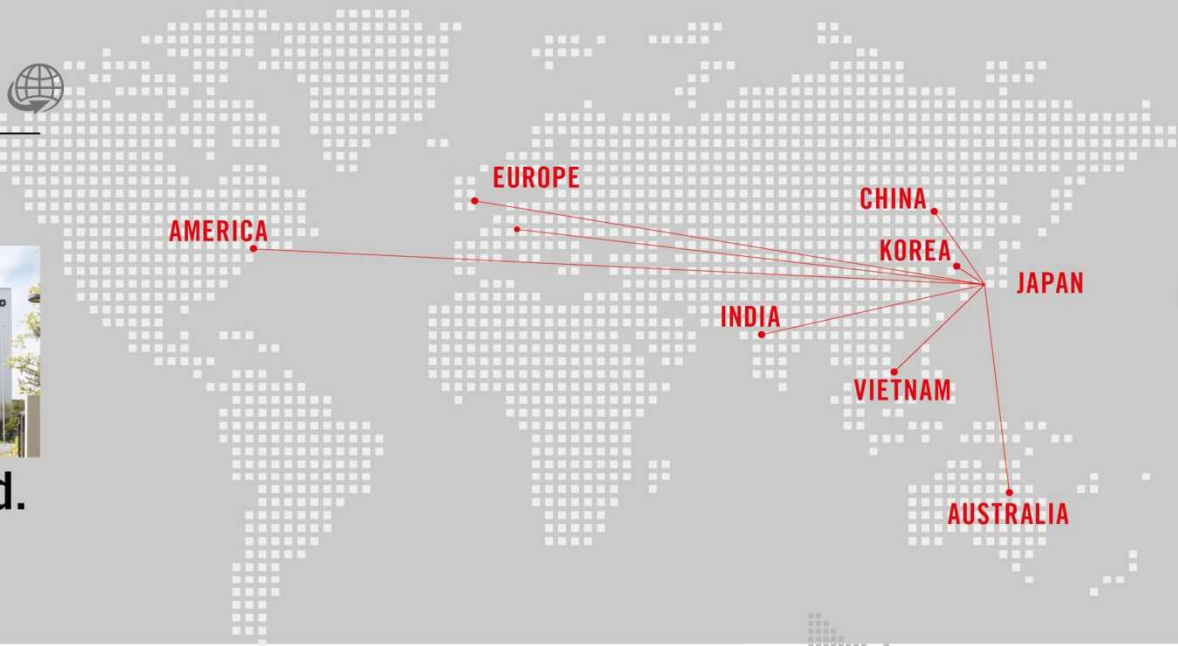 EUROPE
CHINA
AMERICA
KOREA
JAPAN
INDIA
VIETNAM
d.
AUSTRALIA